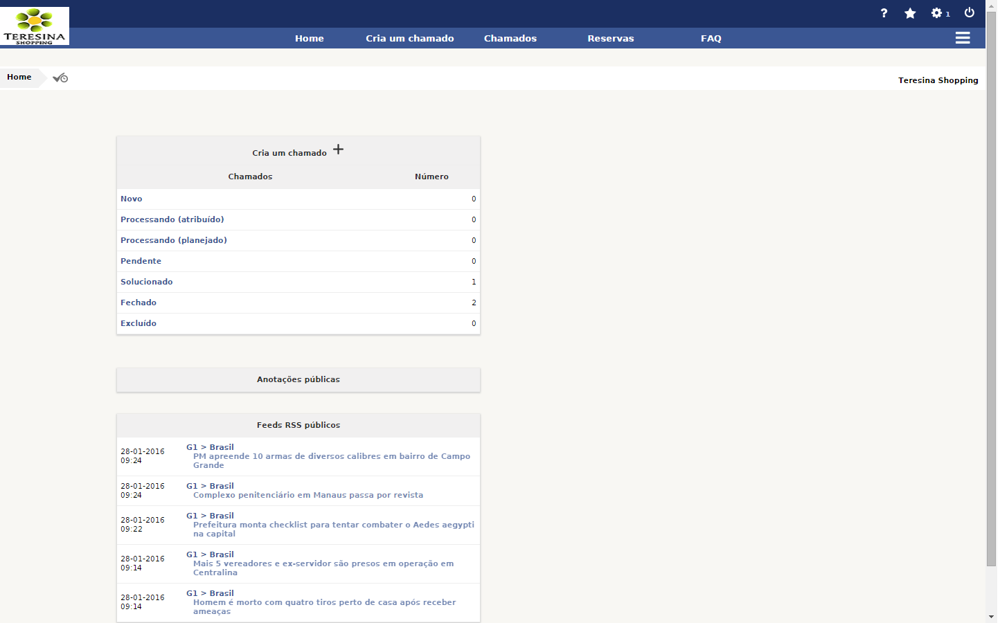 TERESINA
SHOPPING
? 1
Home Cria um chamado Chamados Reservas FAQ
Home
Teresina Shopping
Cria um chamado
Chamados Número
Novo 0
Processando (atribuído) 0
Processando (planejado) 0
Pendente 0
Solucionado 1
Fechado 2
Excluído 0
Anotações públicas
Feeds RSS públicos
28-01-2016
09:24
G1 > Brasil
PM apreende 10 armas de diversos calibres em bairro de Campo
Grande
28-01-2016
09:24
G1 > Brasil
Complexo penitenciário em Manaus passa por revista
28-01-2016
09:22
G1 > Brasil
Prefeitura monta checklist para tentar combater o Aedes aegypti
na capital
28-01-2016
09:14
G1 > Brasil
Mais 5 vereadores e ex-servidor são presos em operação em
Centralina
28-01-2016
09:14
G1 > Brasil
Homem é morto com quatro tiros perto de casa após receber
ameaças